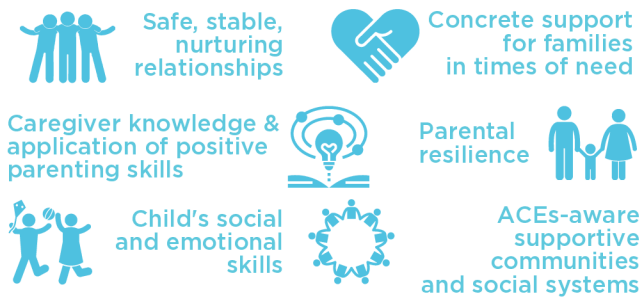 Safe, stable,
nurturing
relationships
Concrete support
for families
in times of need
Caregiver knowledge &
application of positive
parenting skills
Parental
resilience
Child's social
and emotional
skills
ACEs-aware
supportive
communities
and social systems